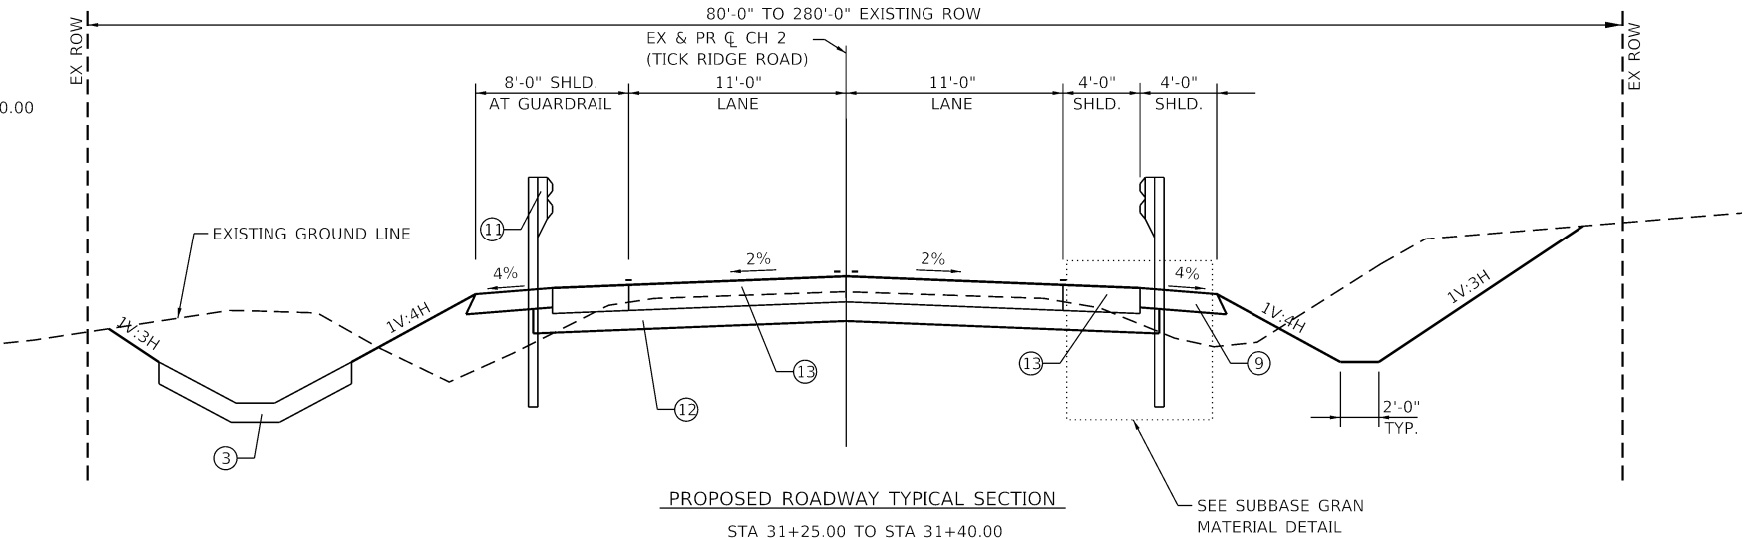 80'-0" TO 280'-0" EXISTING ROW
EX ROW
EX ROW
EX & PR ℄ CH 2
(TICK RIDGE ROAD)
0.00
8'-0" SHLD.
AT GUARDRAIL
11'-0"
LANE
11'-0"
LANE
4'-0"
SHLD.
4'-0"
SHLD.
11
EXISTING GROUND LINE
4%
2%
2%
4%
1V:3H
1V:4H
1V:4H
1V:3H
13
13
9
12
3
2'-0"
TYP.
PROPOSED ROADWAY TYPICAL SECTION
STA 31+25.00 TO STA 31+40.00
SEE SUBBASE GRAN
MATERIAL DETAIL